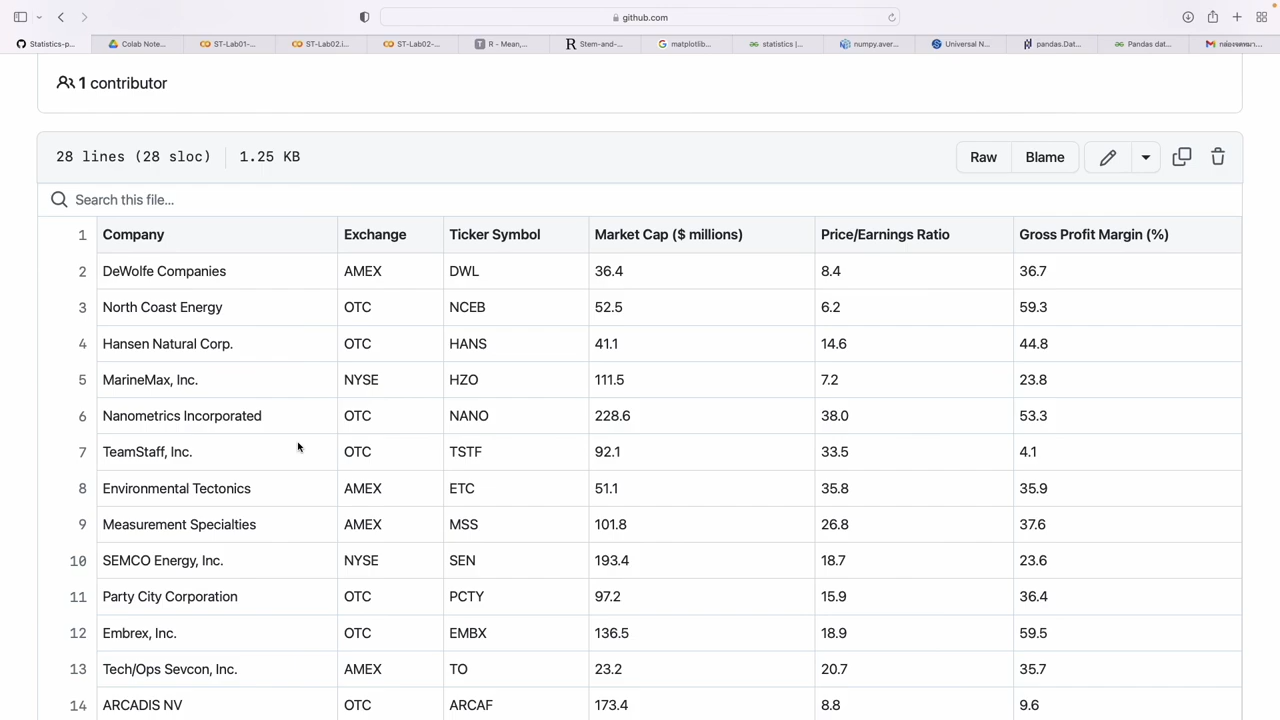 github.com
Statistics-p... Colab Note... ST-Lab01-... ST-Lab02.i... ST-Lab02-... R - Mean,... Stem-and-... matplotlib... statistics |... numpy.aver... Universal N... pandas.Dat... Pandas dat...
1 contributor
28 lines (28 sloc) 1.25 KB Raw Blame
Search this file...
1 Company Exchange Ticker Symbol Market Cap ($ millions) Price/Earnings Ratio Gross Profit Margin (%)
2 DeWolfe Companies AMEX DWL 36.4 8.4 36.7
3 North Coast Energy OTC NCEB 52.5 6.2 59.3
4 Hansen Natural Corp. OTC HANS 41.1 14.6 44.8
5 MarineMax, Inc. NYSE HZO 111.5 7.2 23.8
6 Nanometrics Incorporated OTC NANO 228.6 38.0 53.3
7 TeamStaff, Inc. OTC TSTF 92.1 33.5 4.1
8 Environmental Tectonics AMEX ETC 51.1 35.8 35.9
9 Measurement Specialties AMEX MSS 101.8 26.8 37.6
10 SEMCO Energy, Inc. NYSE SEN 193.4 18.7 23.6
11 Party City Corporation OTC PCTY 97.2 15.9 36.4
12 Embrex, Inc. OTC EMBX 136.5 18.9 59.5
13 Tech/Ops Sevcon, Inc. AMEX TO 23.2 20.7 35.7
14 ARCADIS NV OTC ARCAF 173.4 8.8 9.6